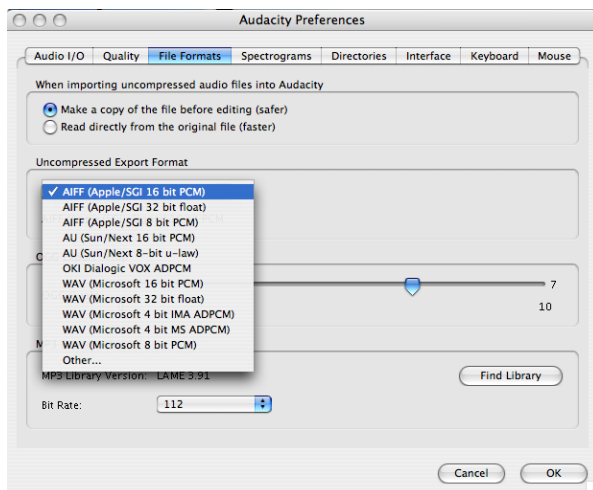 Audacity Preferences
Audio I/O Quality File Formats Spectrograms Directories Interface Keyboard Mouse
When importing uncompressed audio files into Audacity
Make a copy of the file before editing (safer)
Read directly from the original file (faster)
Uncompressed Export Format
✓ AIFF (Apple/SGI 16 bit PCM)
AIFF (Apple/SGI 32 bit float)
AIFF (Apple/SGI 8 bit PCM)
AU (Sun/Next 16 bit PCM)
AU (Sun/Next 8-bit u-law)
OKI Dialogic VOX ADPCM
WAV (Microsoft 16 bit PCM)
7
WAV (Microsoft 32 bit float)
10
WAV (Microsoft 4 bit IMA ADPCM)
WAV (Microsoft 4 bit MS ADPCM)
WAV (Microsoft 8 bit PCM)
Other...
MP3 Library Version: LAME 3.91
Find Library
Bit Rate: 112
Cancel OK